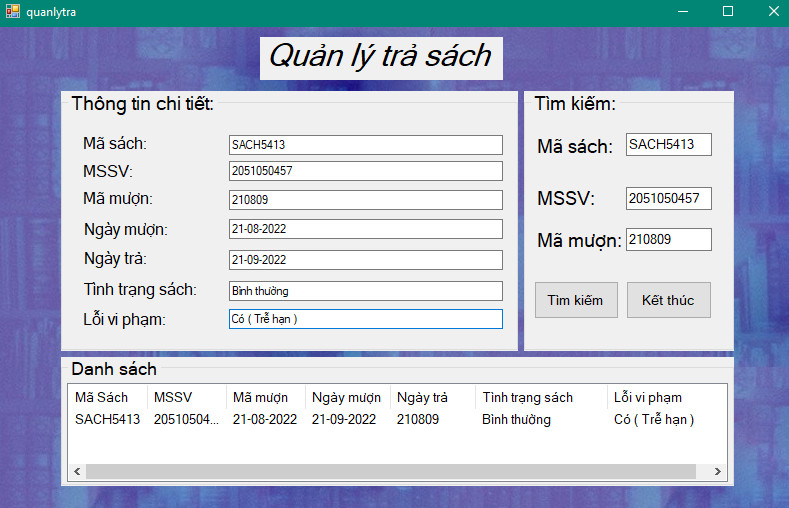 quanlytra
Quản lý trả sách
Thông tin chi tiết:
Mã sách: SACH5413
MSSV: 2051050457
Mã mượn: 210809
Ngày mượn: 21-08-2022
Ngày trả: 21-09-2022
Tình trạng sách: Bình thường
Lỗi vi phạm: Có ( Trễ hạn )
Tìm kiếm:
Mã sách: SACH5413
MSSV: 2051050457
Mã mượn: 210809
Tìm kiếm Kết thúc
Danh sách
Mã Sách MSSV Mã mượn Ngày mượn Ngày trả Tình trạng sách Lỗi vi phạm
SACH5413 20510504... 21-08-2022 21-09-2022 210809 Bình thường Có ( Trễ hạn )